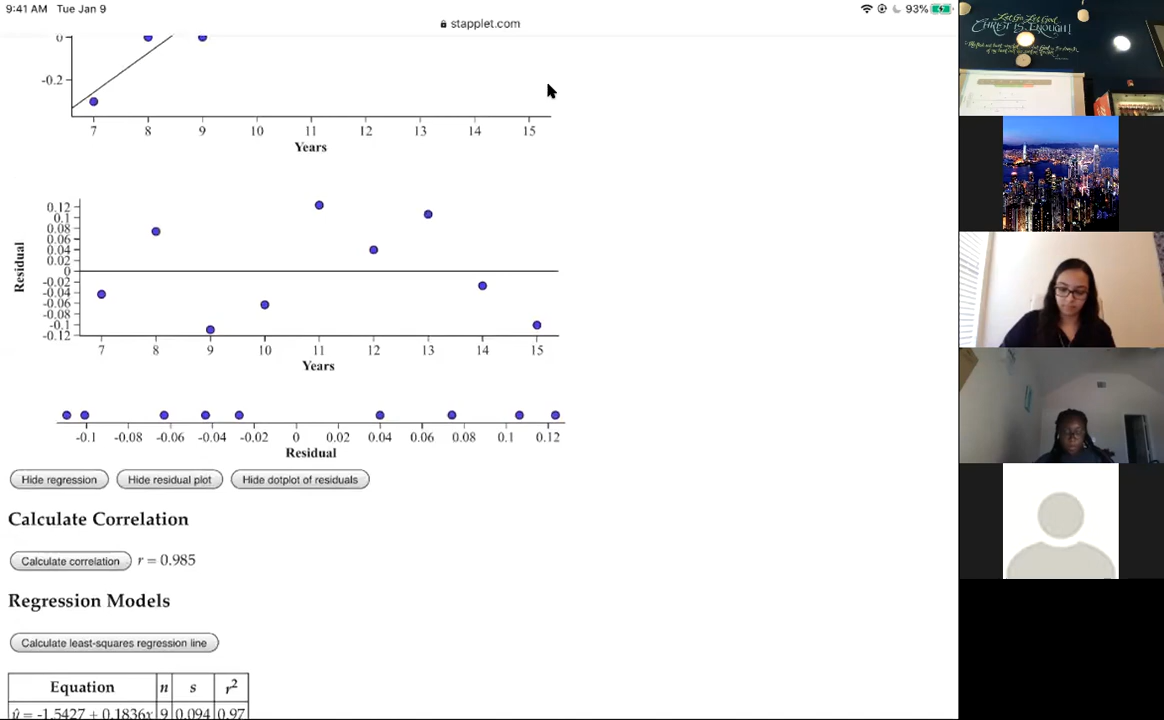 9:41 AM Tue Jan 9
93%
stapplet.com
0
-0.2
7 8 9 10 11 12 13 14 15
Years
0.12
0.1
0.08
0.06
0.04
0.02
0
-0.02
-0.04
-0.06
-0.08
-0.1
-0.12
Residual
7 8 9 10 11 12 13 14 15
Years
-0.1 -0.08 -0.06 -0.04 -0.02 0 0.02 0.04 0.06 0.08 0.1 0.12
Residual
Hide regression Hide residual plot Hide dotplot of residuals
Calculate Correlation
Calculate correlation r = 0.985
Regression Models
Calculate least-squares regression line
Equation n s r²
ŷ = -1.5427 + 0.1836x 9 0.094 0.97
Let Go, Let God
CHRIST IS ENOUGH!